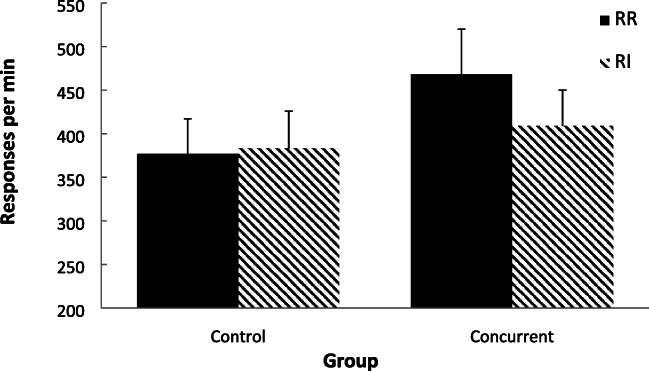 550
500
450
400
350
300
250
200
Responses per min
RR
RI
Control
Concurrent
Group